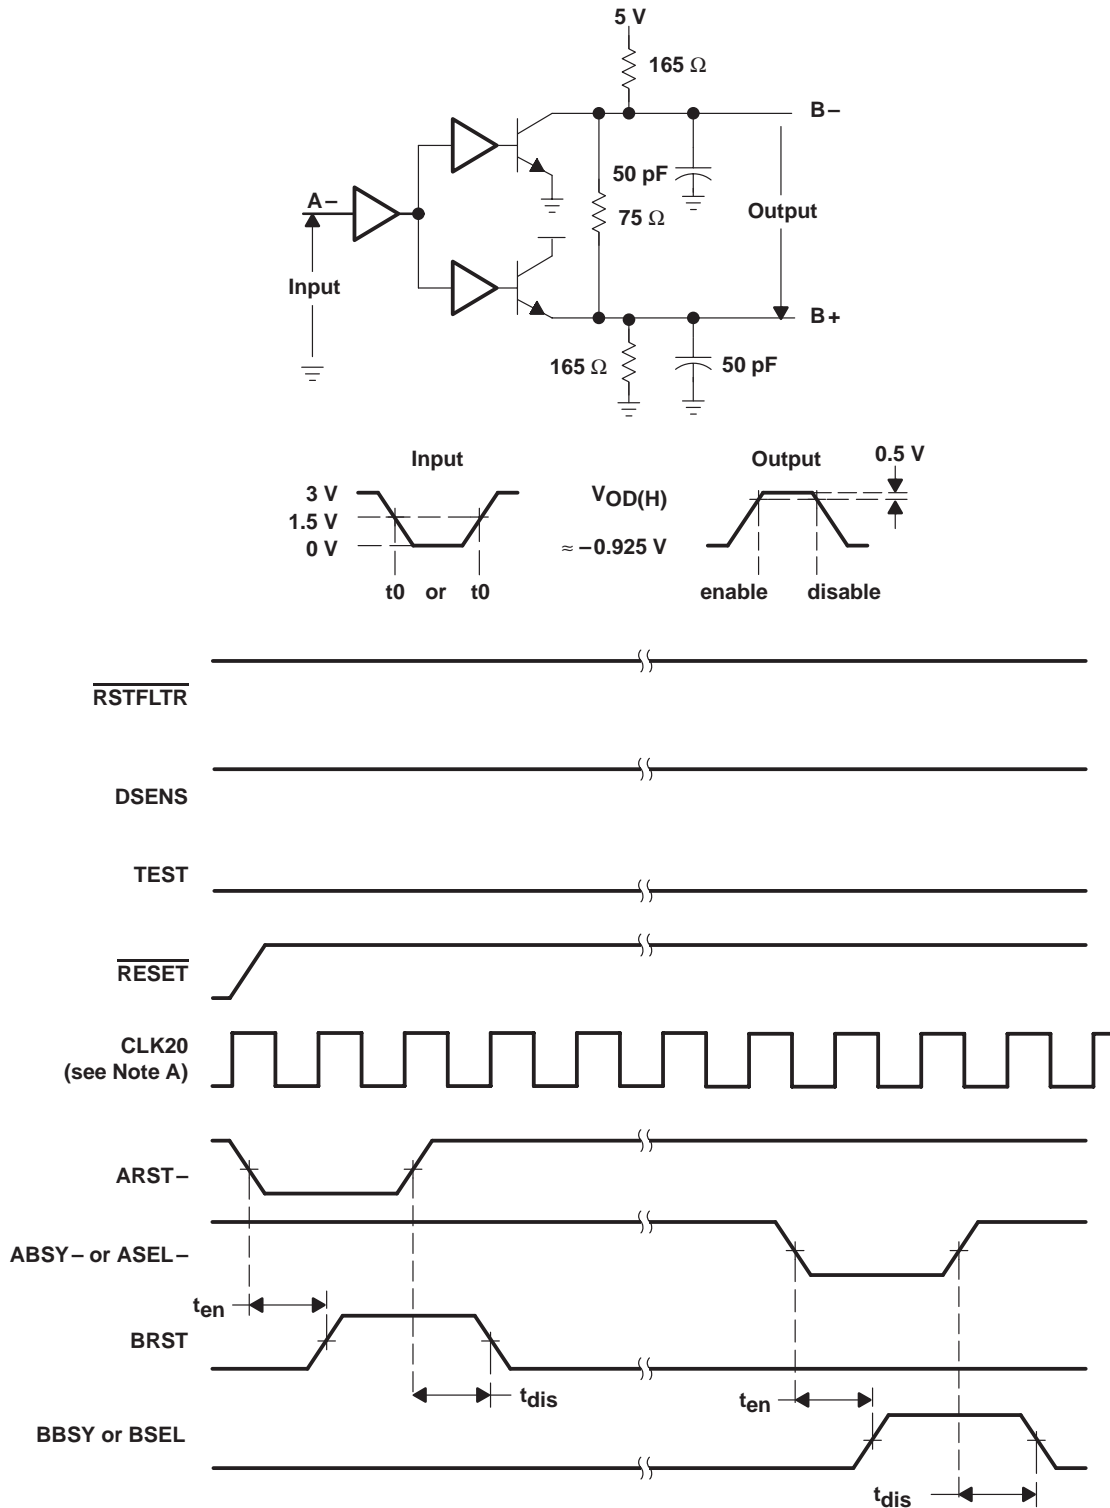 5 V
165 Ω
B–
50 pF
A–
75 Ω
Output
Input
B+
165 Ω
50 pF
Input
Output
0.5 V
3 V
1.5 V
0 V
VOD(H)
≈ –0.925 V
t0 or t0
enable
disable
RSTFLTR
DSENS
TEST
RESET
CLK20
(see Note A)
ARST–
ABSY– or ASEL–
ten
BRST
tdis
ten
BBSY or BSEL
tdis